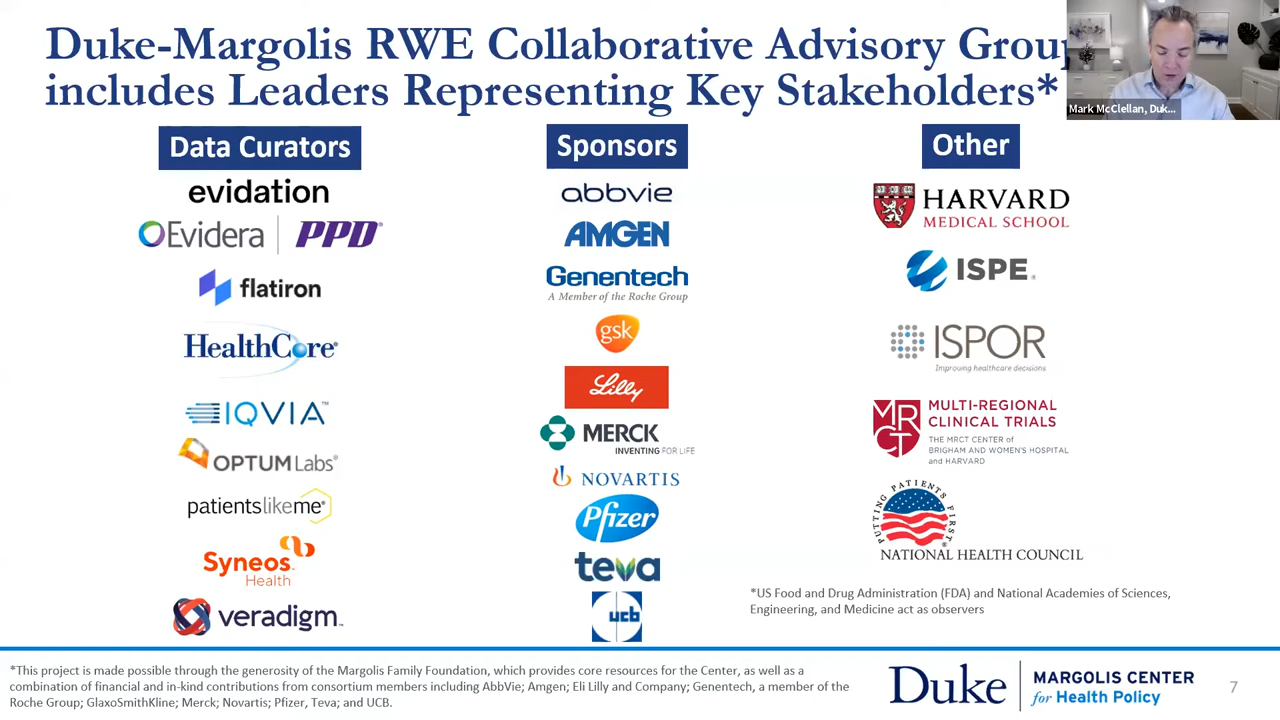 Duke-Margolis RWE Collaborative Advisory Grou
includes Leaders Representing Key Stakeholders*
Mark McClellan, Duk...
Data Curators
evidation
Evidera | PPD®
flatiron
HealthCore®
IQVIA™
OPTUMLabs®
patientslikeme®
Syneos
Health
veradigm™
Sponsors
abbvie
AMGEN
Genentech
A Member of the Roche Group
gsk
Lilly
MERCK
INVENTING FOR LIFE
NOVARTIS
Pfizer
teva
ucb
Other
HARVARD
MEDICAL SCHOOL
ISPE®
ISPOR
Improving healthcare decisions
MRCT
MULTI-REGIONAL
CLINICAL TRIALS
THE MRCT CENTER of
BRIGHAM AND WOMEN'S HOSPITAL
and HARVARD
PUTTING PATIENTS FIRST®
NATIONAL HEALTH COUNCIL
*US Food and Drug Administration (FDA) and National Academies of Sciences,
Engineering, and Medicine act as observers
*This project is made possible through the generosity of the Margolis Family Foundation, which provides core resources for the Center, as well as a
combination of financial and in-kind contributions from consortium members including AbbVie; Amgen; Eli Lilly and Company; Genentech, a member of the
Roche Group; GlaxoSmithKline; Merck; Novartis; Pfizer, Teva; and UCB.
Duke | MARGOLIS CENTER
for Health Policy
7